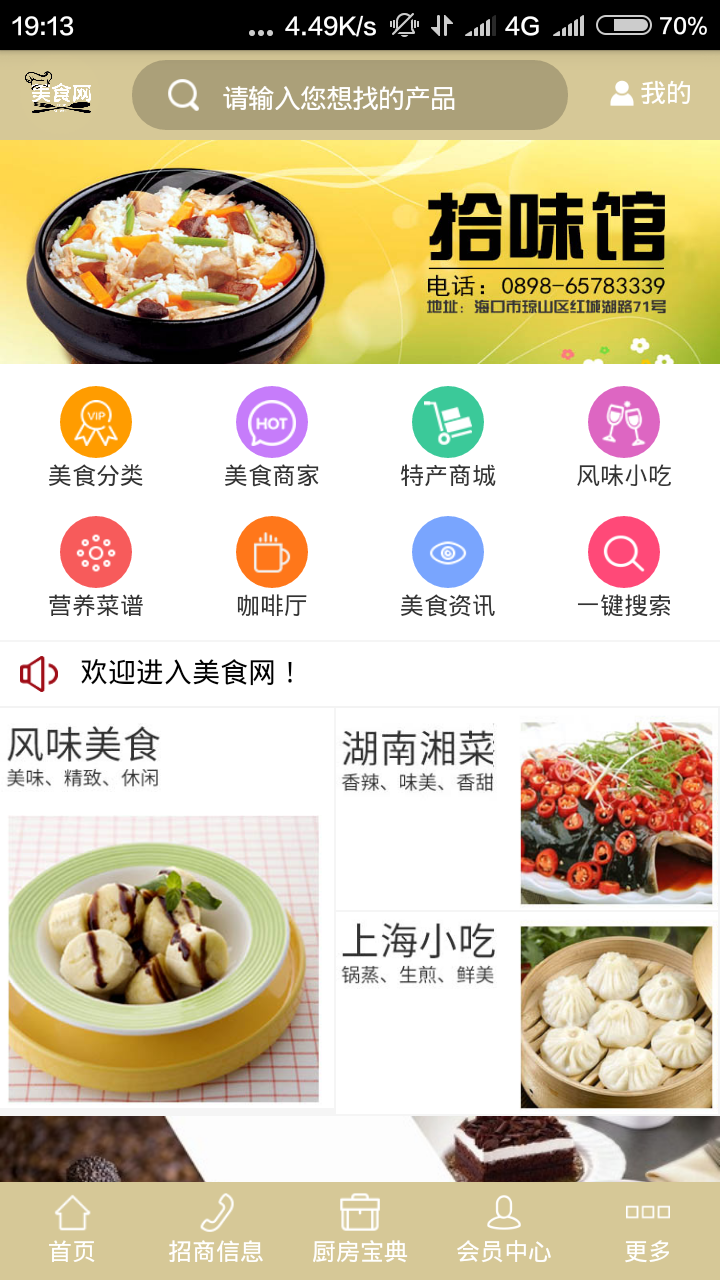 19:13 ... 4.49K/s 4G 70%
美食网 请输入您想找的产品 我的
拾味馆
电话：0898-65783339
地址：海口市琼山区红城湖路71号
VIP HOT
美食分类 美食商家 特产商城 风味小吃
营养菜谱 咖啡厅 美食资讯 一键搜索
欢迎进入美食网！
风味美食
美味、精致、休闲
湖南湘菜
香辣、味美、香甜
上海小吃
锅蒸、生煎、鲜美
首页 招商信息 厨房宝典 会员中心 更多